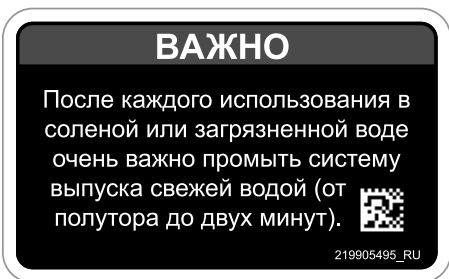 ВАЖНО
После каждого использования в
соленой или загрязненной воде
очень важно промыть систему
выпуска свежей водой (от
полутора до двух минут).
219905495_RU